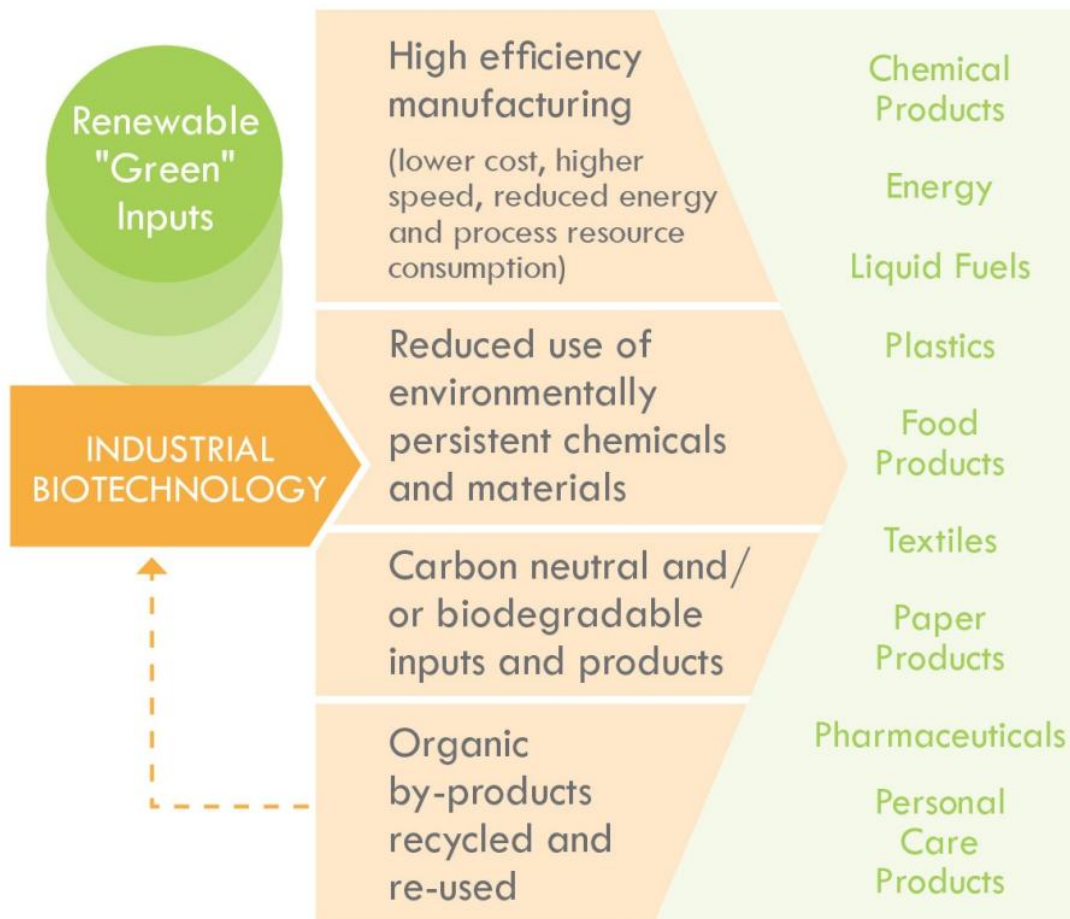 Renewable
"Green"
Inputs
INDUSTRIAL
BIOTECHNOLOGY
High efficiency
manufacturing
(lower cost, higher
speed, reduced energy
and process resource
consumption)
Reduced use of
environmentally
persistent chemicals
and materials
Carbon neutral and/
or biodegradable
inputs and products
Organic
by-products
recycled and
re-used
Chemical
Products
Energy
Liquid Fuels
Plastics
Food
Products
Textiles
Paper
Products
Pharmaceuticals
Personal
Care
Products